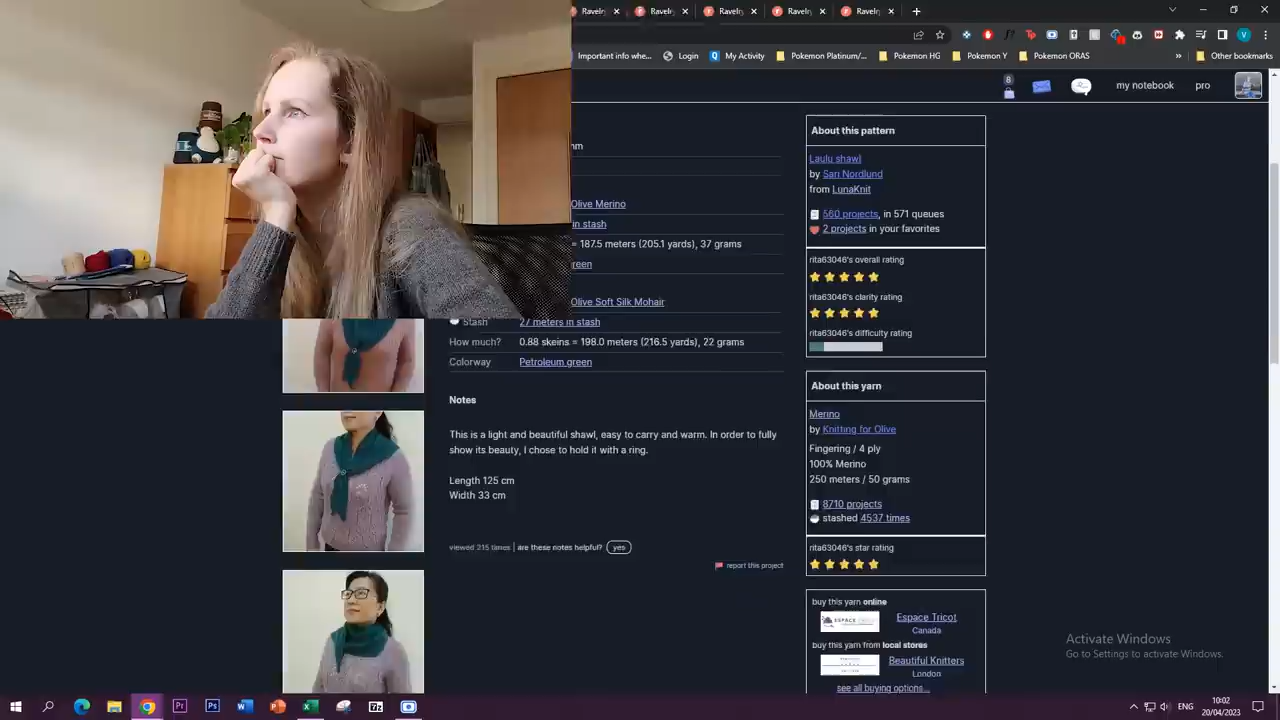 Ravelry
Ravelry
Ravelry
Ravelry
Ravelry
Important info whe...
Login
My Activity
Pokemon Platinum/...
Pokemon HG
Pokemon Y
Pokemon ORAS
»
Other bookmarks
8
my notebook
pro
mm
Olive Merino
in stash
= 187.5 meters (205.1 yards), 37 grams
reen
Olive Soft Silk Mohair
Stash
27 meters in stash
How much?
0.88 skeins = 198.0 meters (216.5 yards), 22 grams
Colorway
Petroleum green
Notes
This is a light and beautiful shawl, easy to carry and warm. In order to fully
show its beauty, I chose to hold it with a ring.
Length 125 cm
Width 33 cm
viewed 215 times | are these notes helpful? yes
report this project
About this pattern
Laulu shawl
by Sari Nordlund
from LunaKnit
560 projects, in 571 queues
2 projects in your favorites
rita63046's overall rating
rita63046's clarity rating
rita63046's difficulty rating
About this yarn
Merino
by Knitting for Olive
Fingering / 4 ply
100% Merino
250 meters / 50 grams
8710 projects
stashed 4537 times
rita63046's star rating
buy this yarn online
Espace Tricot
Canada
buy this yarn from local stores
Beautiful Knitters
London
see all buying options...
Activate Windows
Go to Settings to activate Windows.
ENG
10:02
20/04/2023